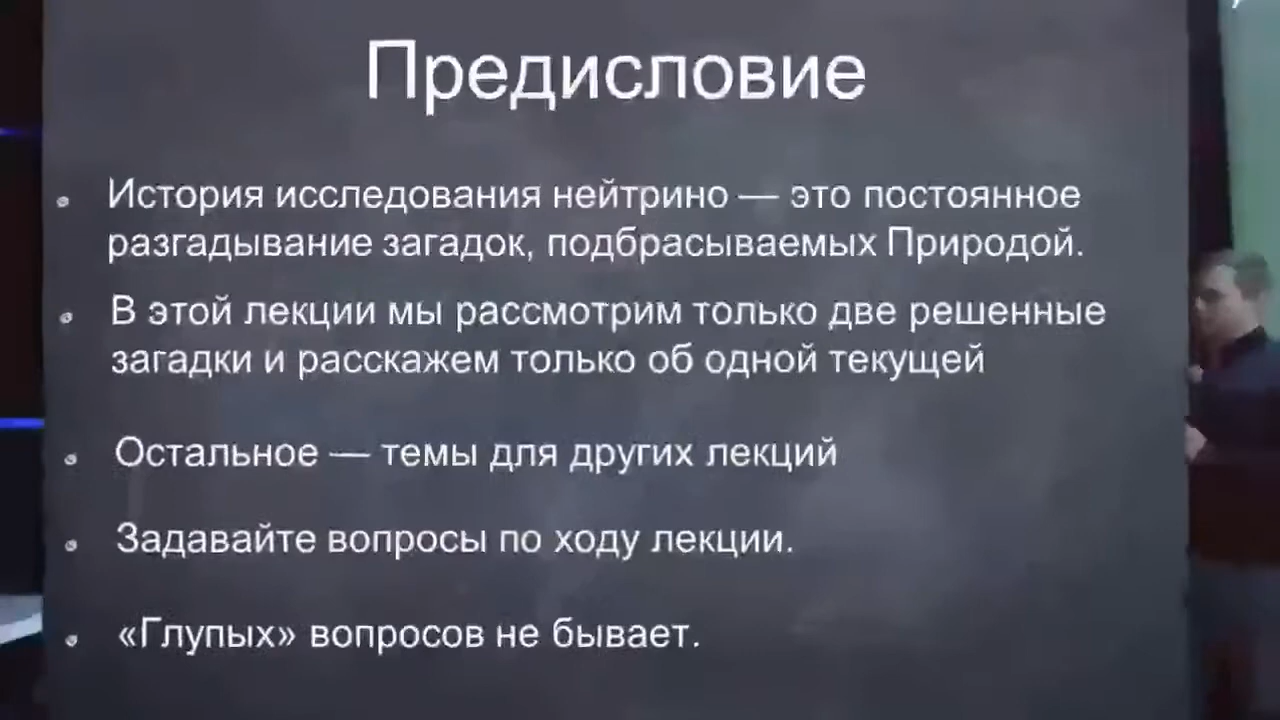 Предисловие
История исследования нейтрино — это постоянное
разгадывание загадок, подбрасываемых Природой.
В этой лекции мы рассмотрим только две решенные
загадки и расскажем только об одной текущей
Остальное — темы для других лекций
Задавайте вопросы по ходу лекции.
«Глупых» вопросов не бывает.